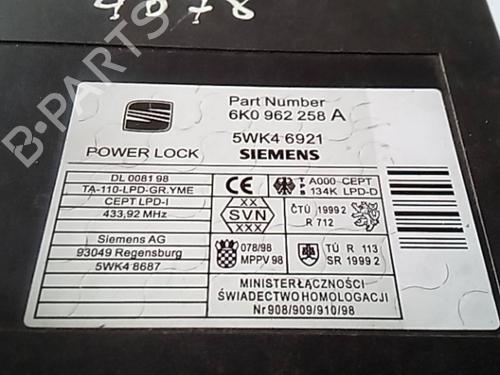 4878
B-PARTS
Part Number
6K0 962 258 A
5WK4 6921
POWER LOCK SIEMENS
DL 0081 98
TA-110-LPD-GR.YME
CEPT LPD-I
433,92 MHz
Siemens AG
93049 Regensburg
5WK4 8687
CE
XX
SVN
XXX
A000 CEPT
134K LPD-D
ČTÚ 1999 2
R 712
078/98
MPPV 98
TÚ R 113
SR 1999 2
MINISTER ŁĄCZNOŚCI
ŚWIADECTWO HOMOLOGACJI
Nr 908/909/910/98